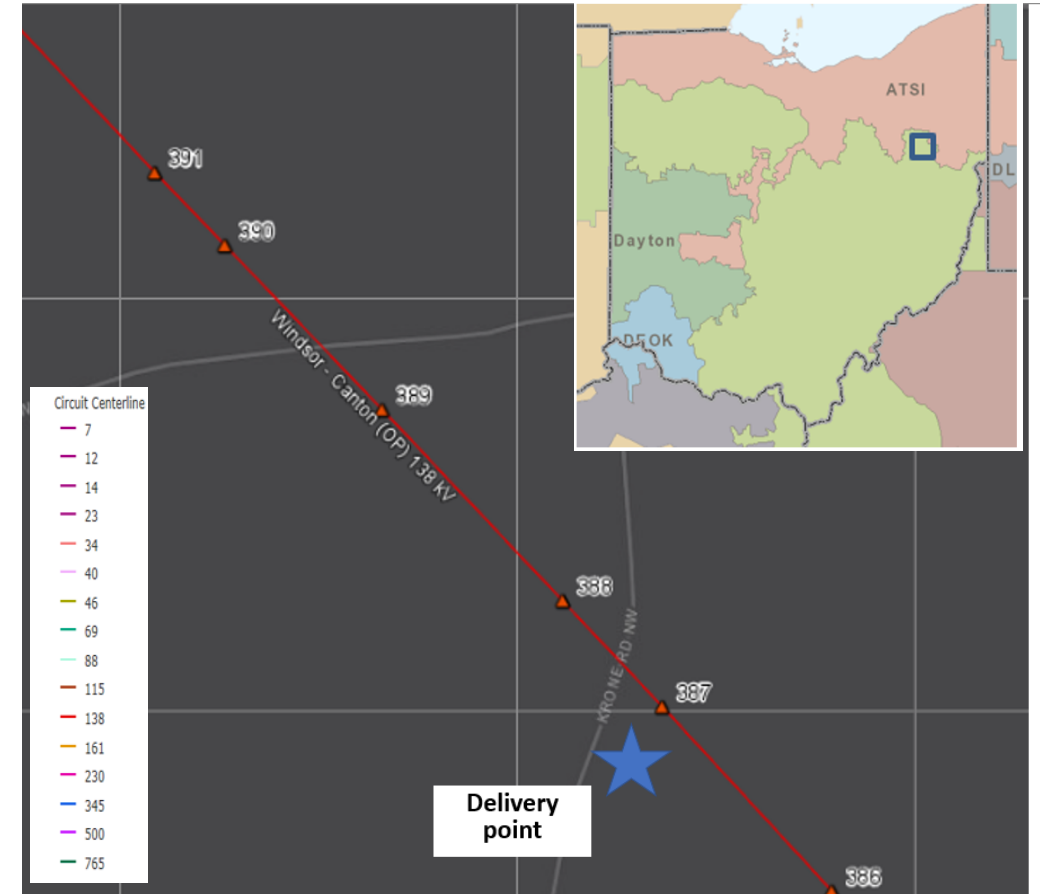 391
390
Windsor - Canton (OP) 138 kV
389
388
KRONE RD NW
387
386
Delivery
point
Circuit Centerline
7
12
14
23
34
40
46
69
88
115
138
161
230
345
500
765
ATSI
DL
Dayton
DEOK